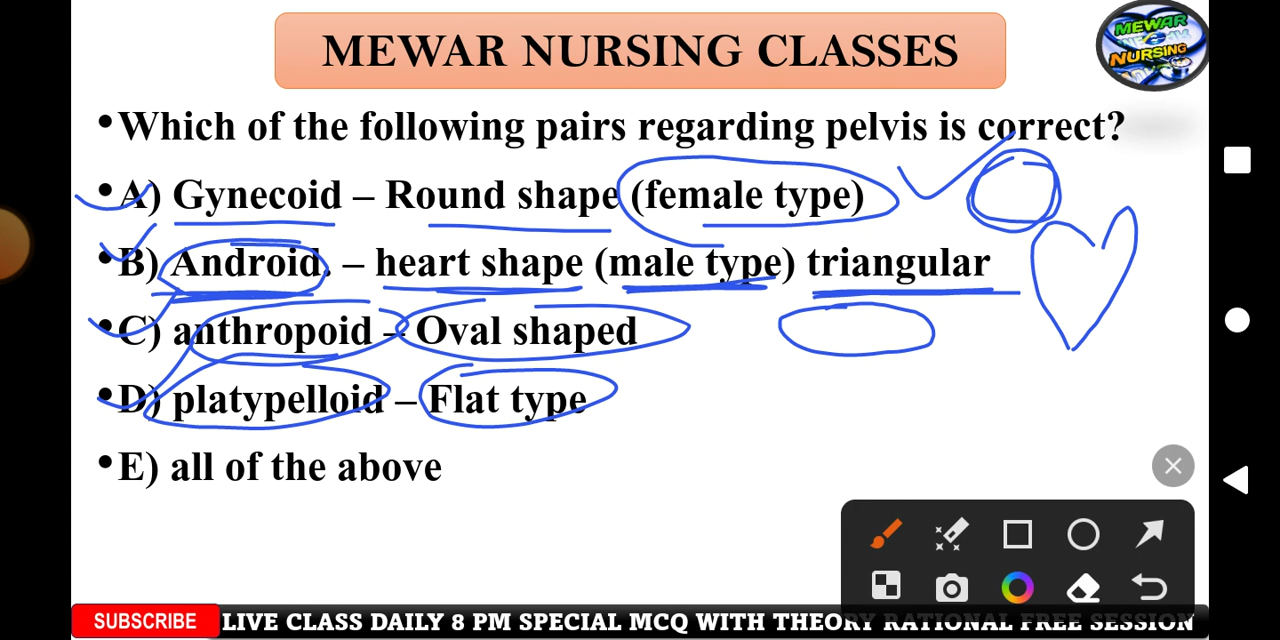 MEWAR NURSING CLASSES
MEWAR
NURSING
•Which of the following pairs regarding pelvis is correct?
•A) Gynecoid – Round shape (female type)
•B) Android. – heart shape (male type) triangular
•C) anthropoid – Oval shaped
•D) platypelloid – Flat type
•E) all of the above
SUBSCRIBE LIVE CLASS DAILY 8 PM SPECIAL MCQ WITH THEORY RATIONAL FREE SESSION